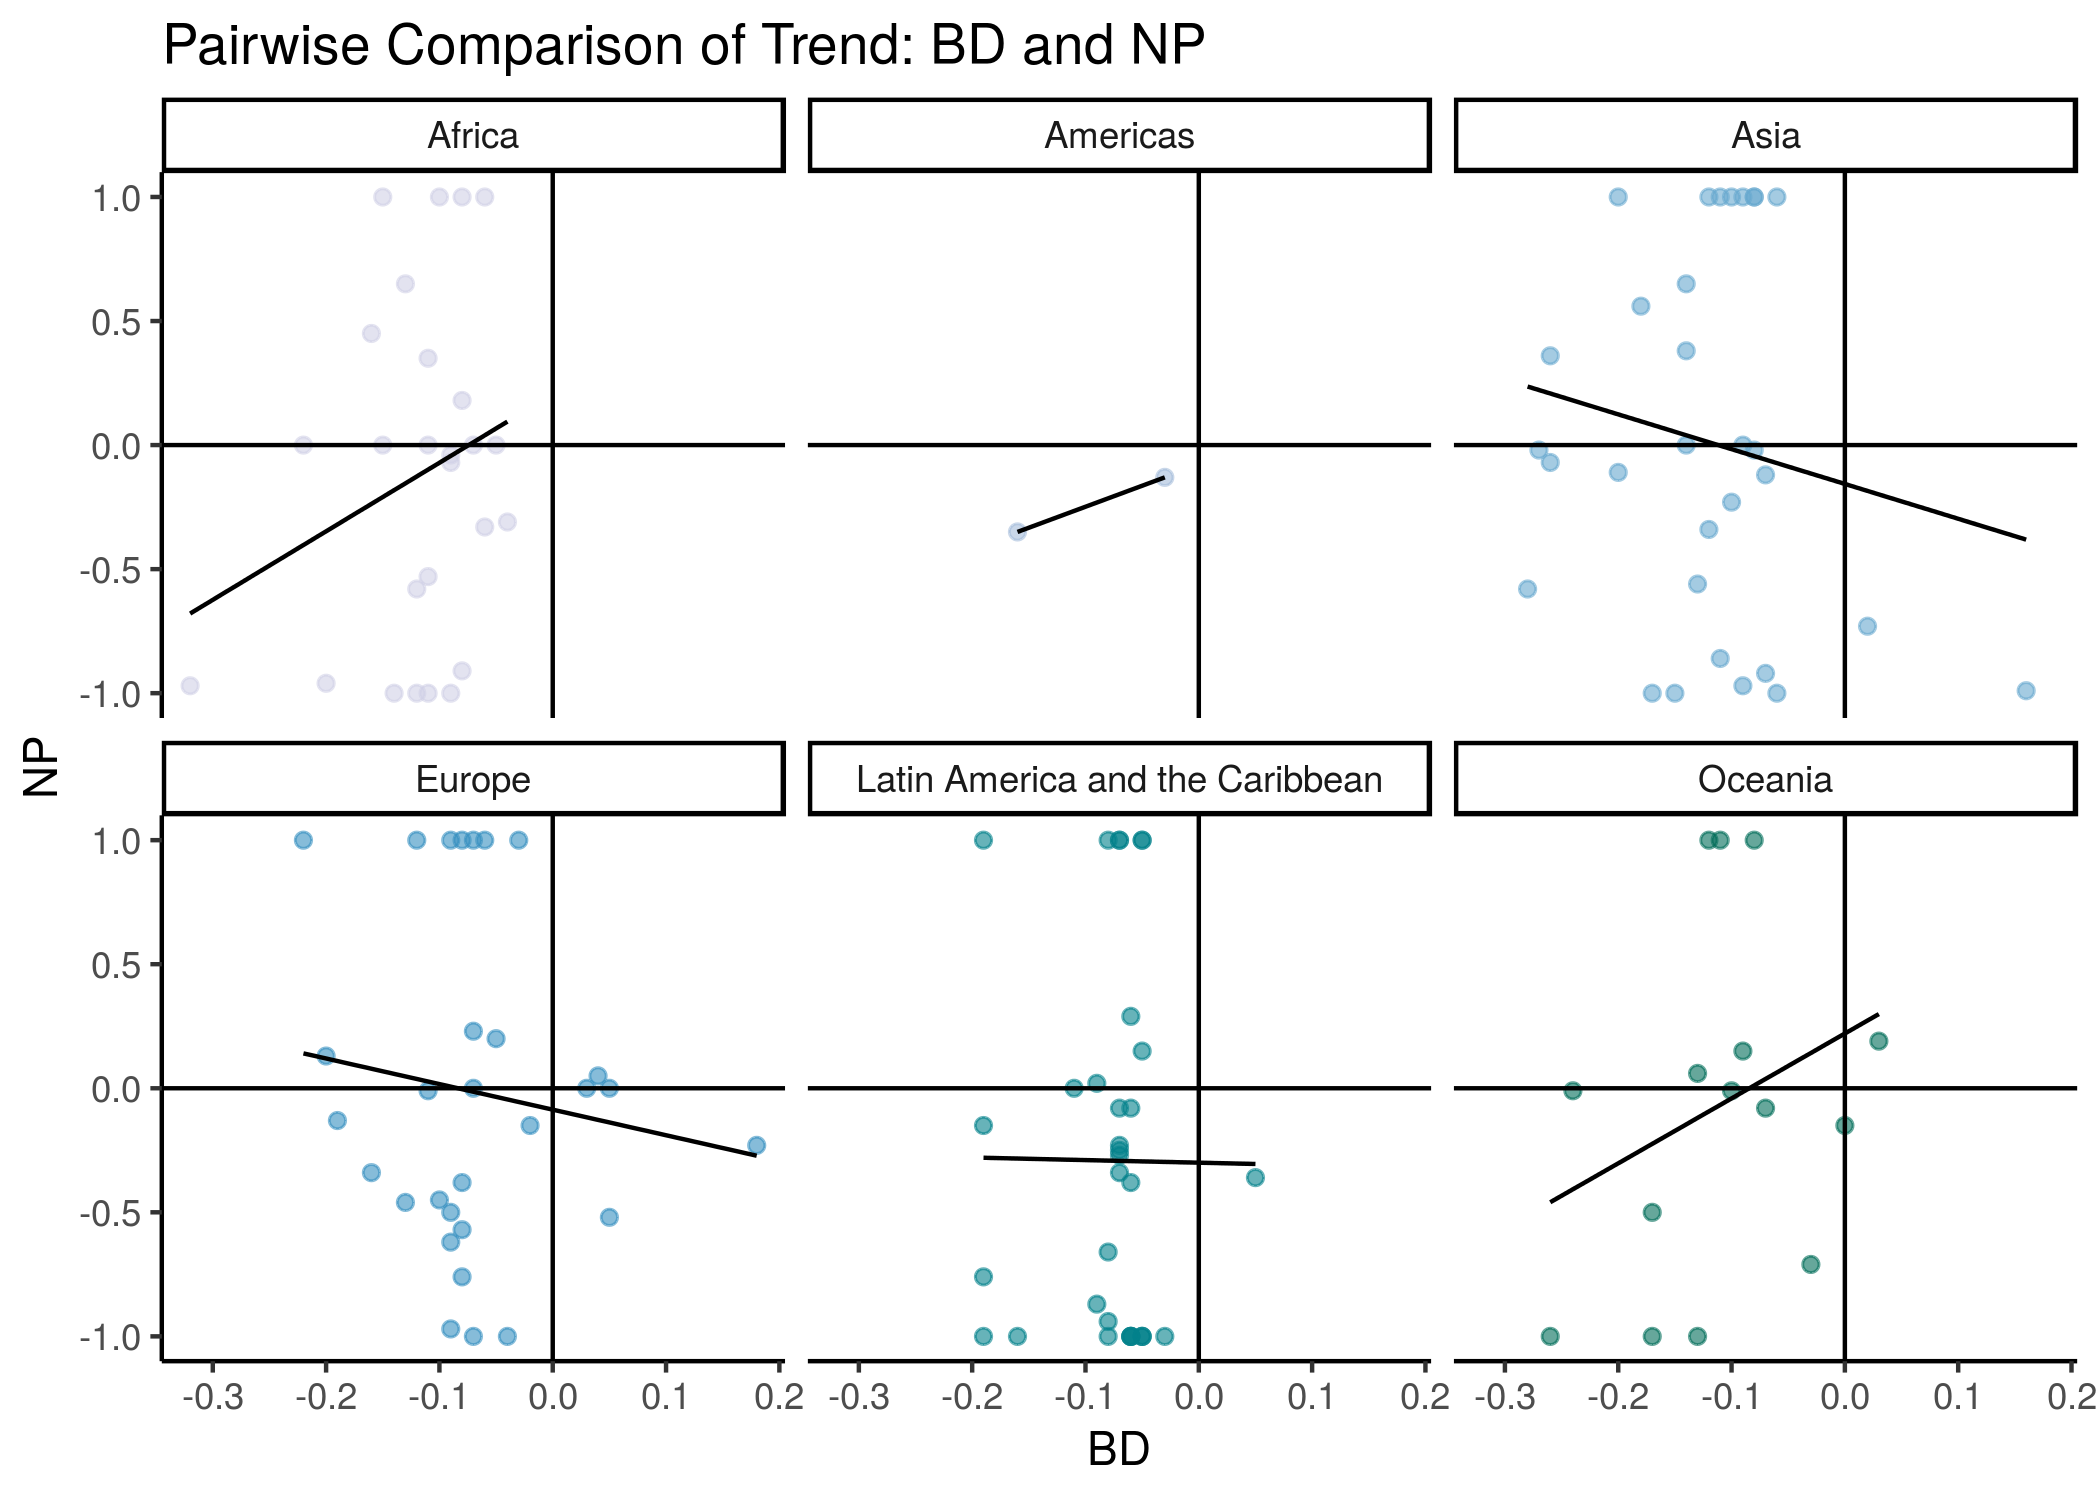 Pairwise Comparison of Trend: BD and NP
Africa
Americas
Asia
1.0
0.5
0.0
-0.5
-1.0
NP
Europe
Latin America and the Caribbean
Oceania
1.0
0.5
0.0
-0.5
-1.0
-0.3 -0.2 -0.1 0.0 0.1 0.2 -0.3 -0.2 -0.1 0.0 0.1 0.2 -0.3 -0.2 -0.1 0.0 0.1 0.2
BD